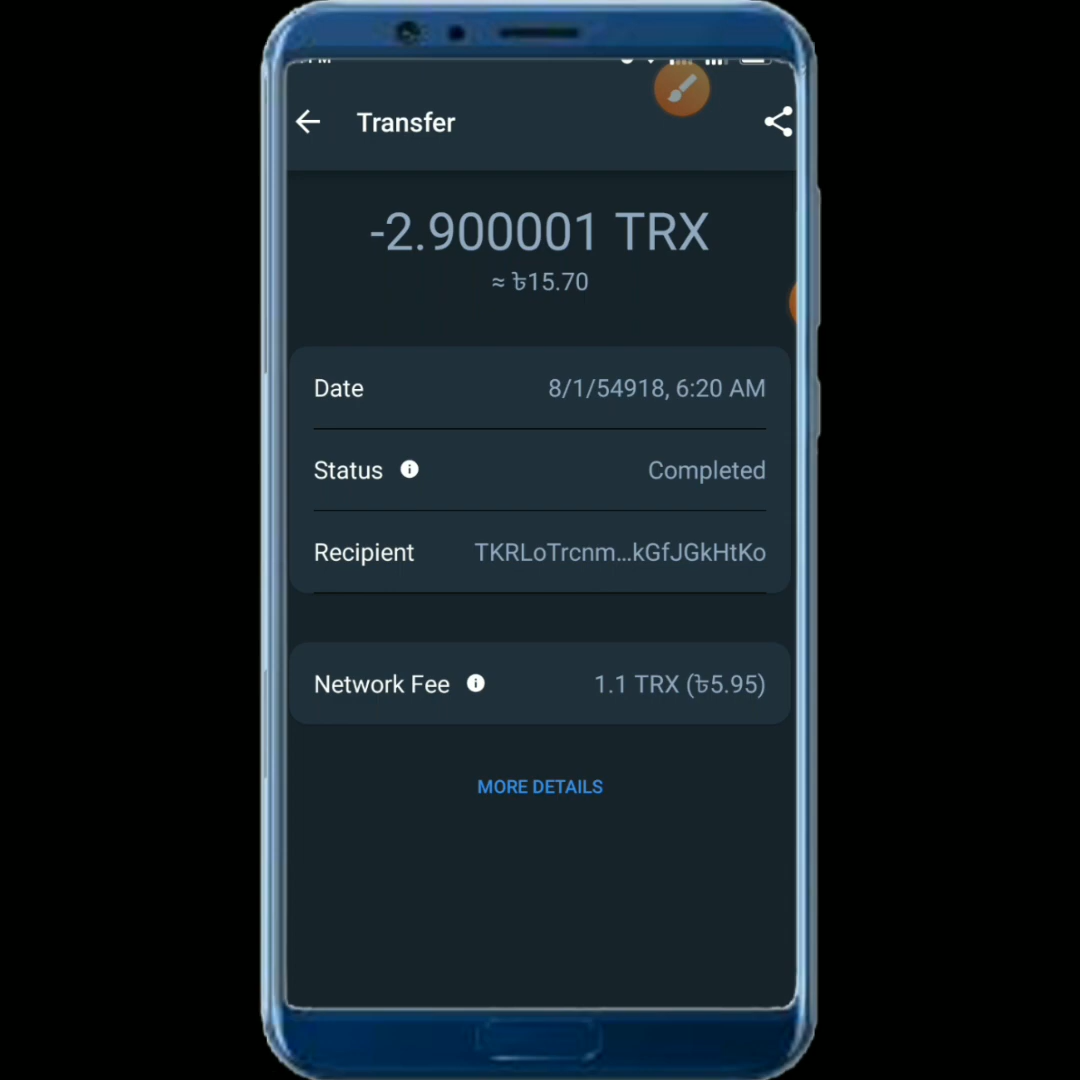 Transfer
-2.900001 TRX
≈ ৳15.70
Date 8/1/54918, 6:20 AM
Status Completed
Recipient TKRLoTrcnm...kGfJGkHtKo
Network Fee 1.1 TRX (৳5.95)
MORE DETAILS